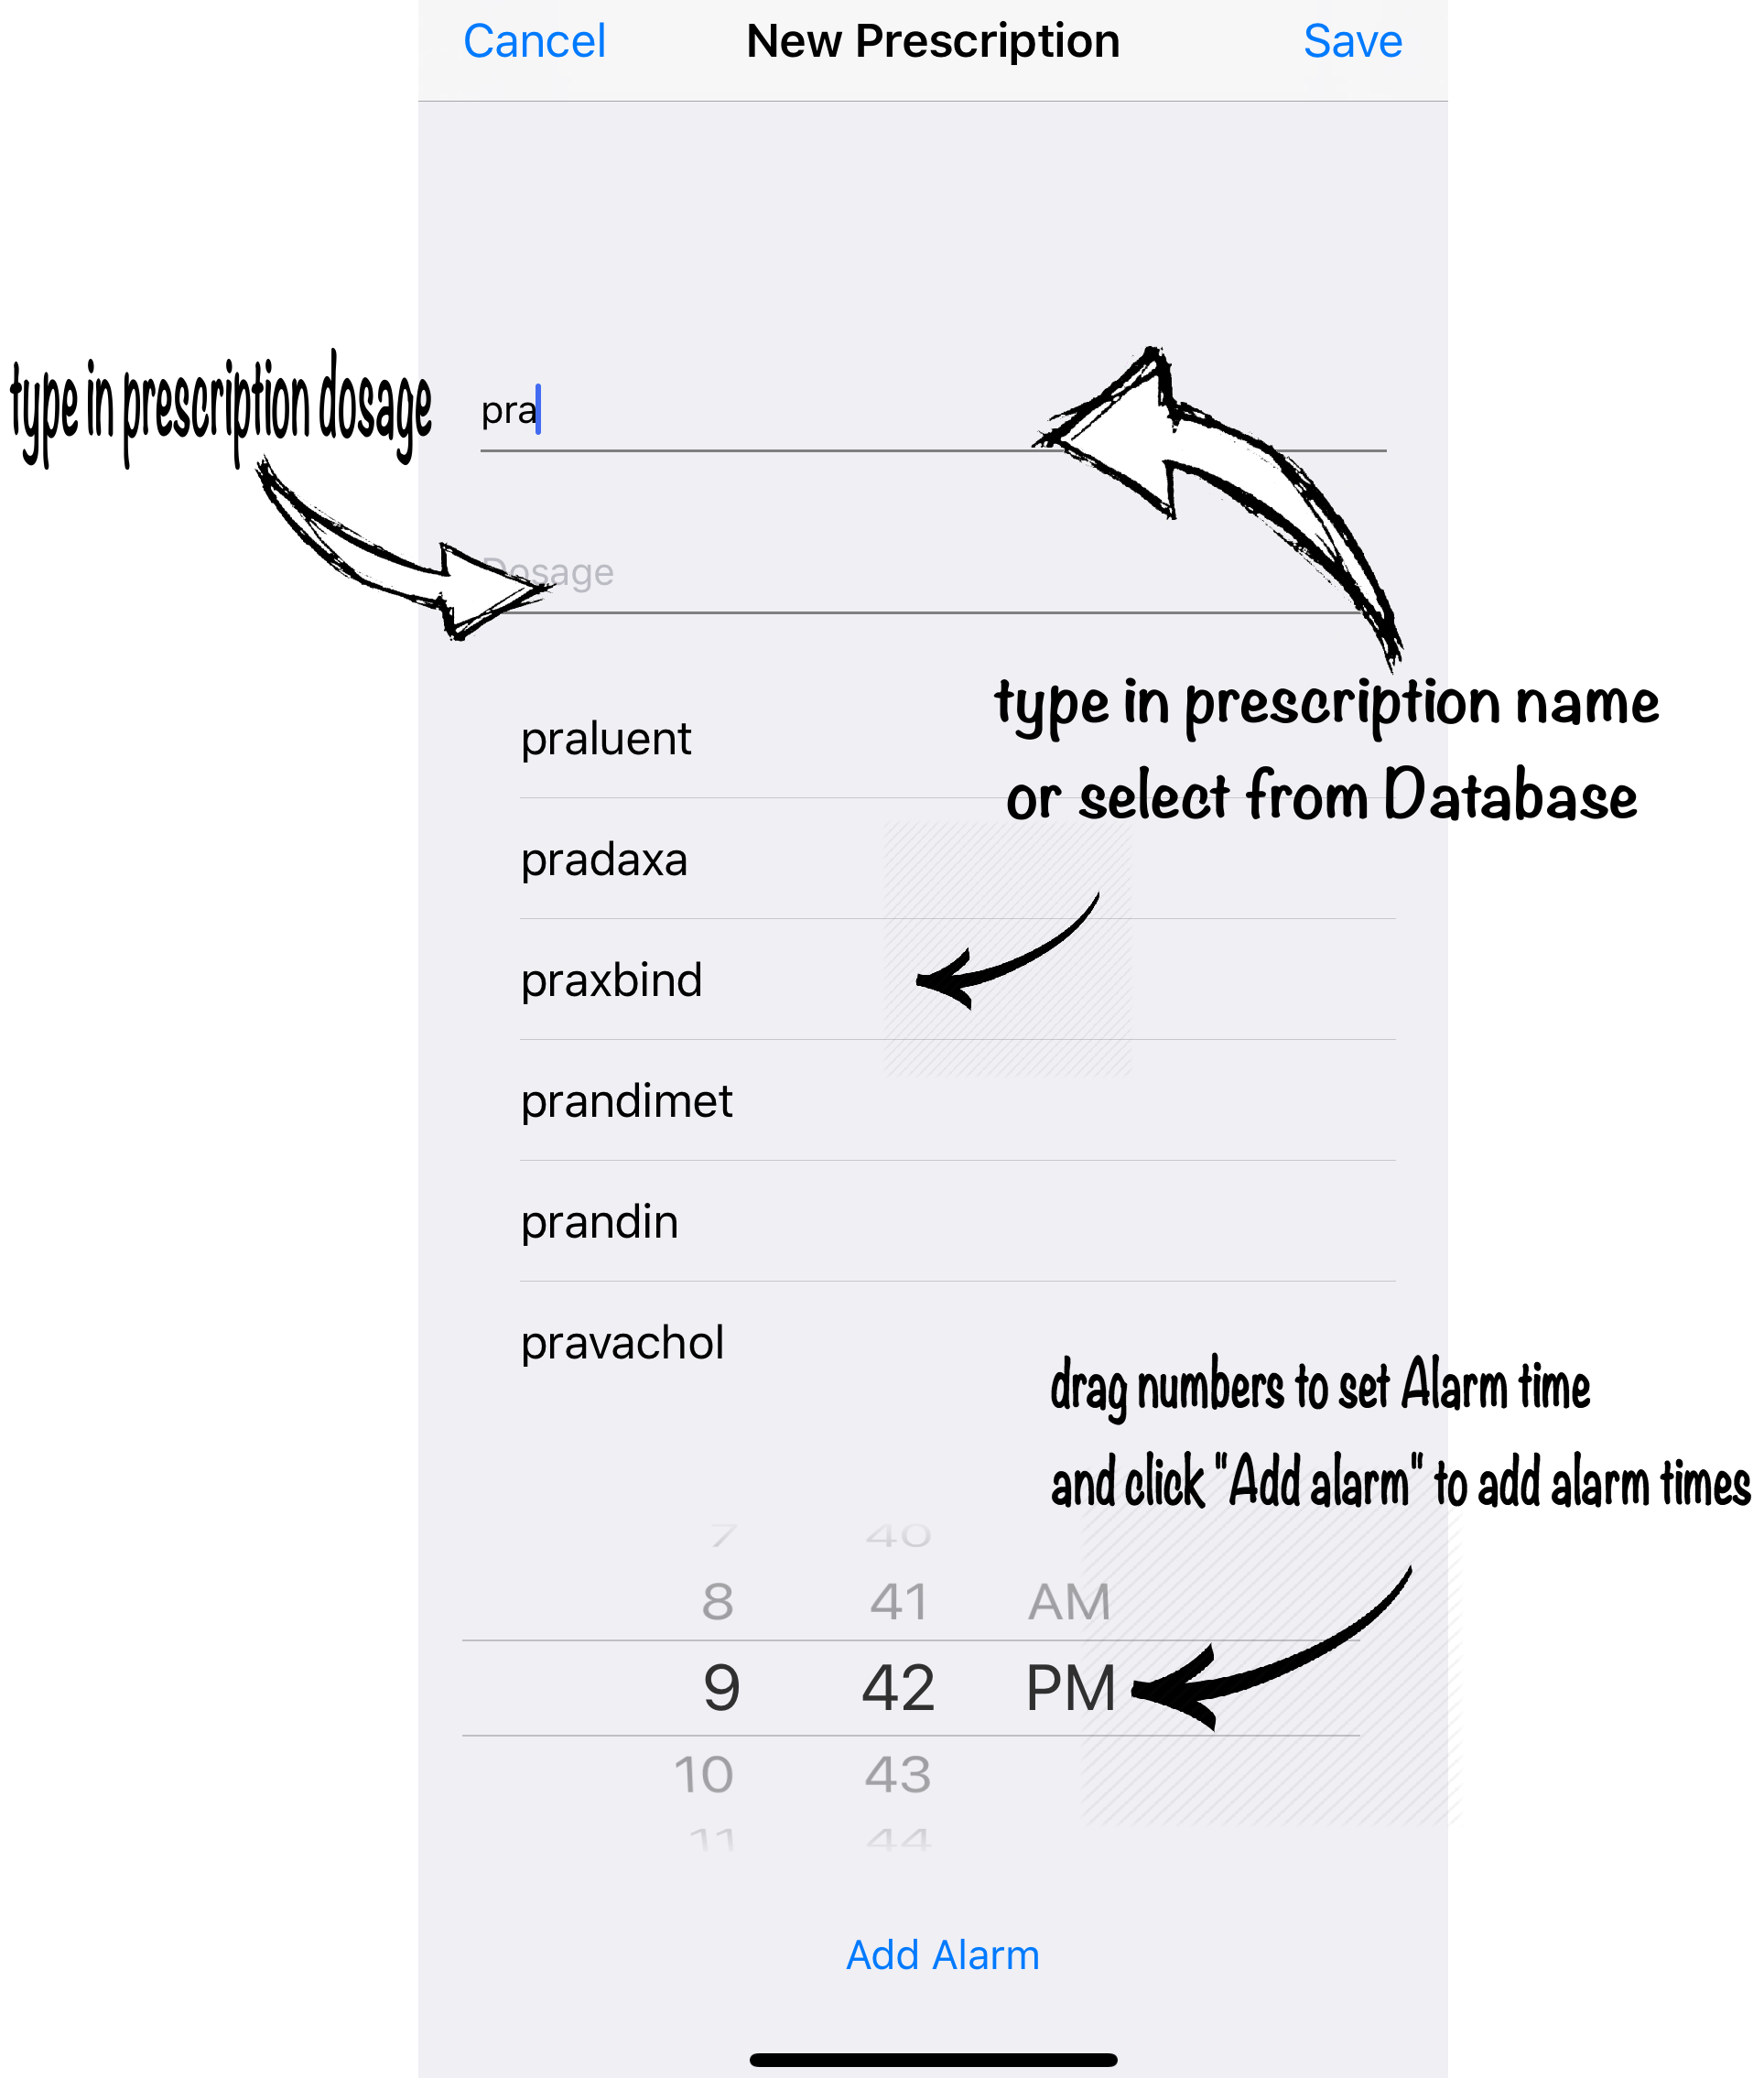 Cancel New Prescription Save
type in prescription dosage
pra
Dosage
type in prescription name
or select from Database
praluent
pradaxa
praxbind
prandimet
prandin
pravachol
drag numbers to set Alarm time
and click "Add alarm" to add alarm times
7 40
8 41 AM
9 42 PM
10 43
11 44
Add Alarm